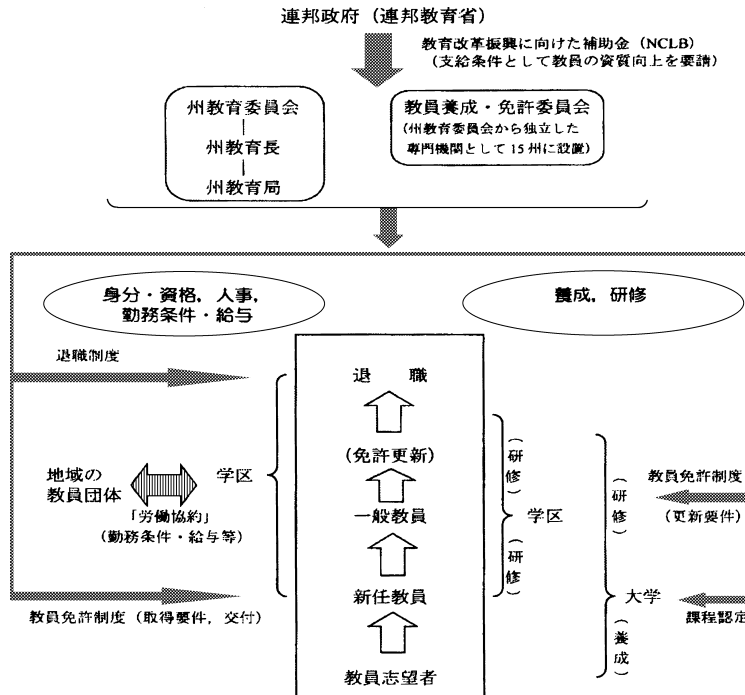 連邦政府（連邦教育省）
教育改革振興に向けた補助金（NCLB）
（支給条件として教員の資質向上を要請）
州教育委員会
州教育長
州教育局
教員養成・免許委員会
（州教育委員会から独立した
専門機関として15州に設置）
身分・資格，人事，
勤務条件・給与
養成，研修
退職制度
退　職
（免許更新）
一般教員
新任教員
教員志望者
地域の
教員団体
学区
「労働協約」
（勤務条件・給与等）
教員免許制度（取得要件，交付）
（研修）
（研修）
学区
（研修）
大学
（養成）
教員免許制度
（更新要件）
課程認定